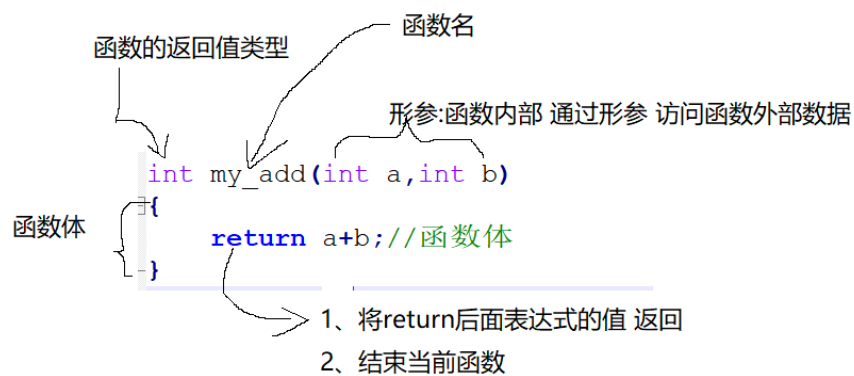 函数名
函数的返回值类型
形参:函数内部 通过形参 访问函数外部数据
int my_add(int a,int b)
{
函数体
return a+b;//函数体
}
1、将return后面表达式的值 返回
2、结束当前函数